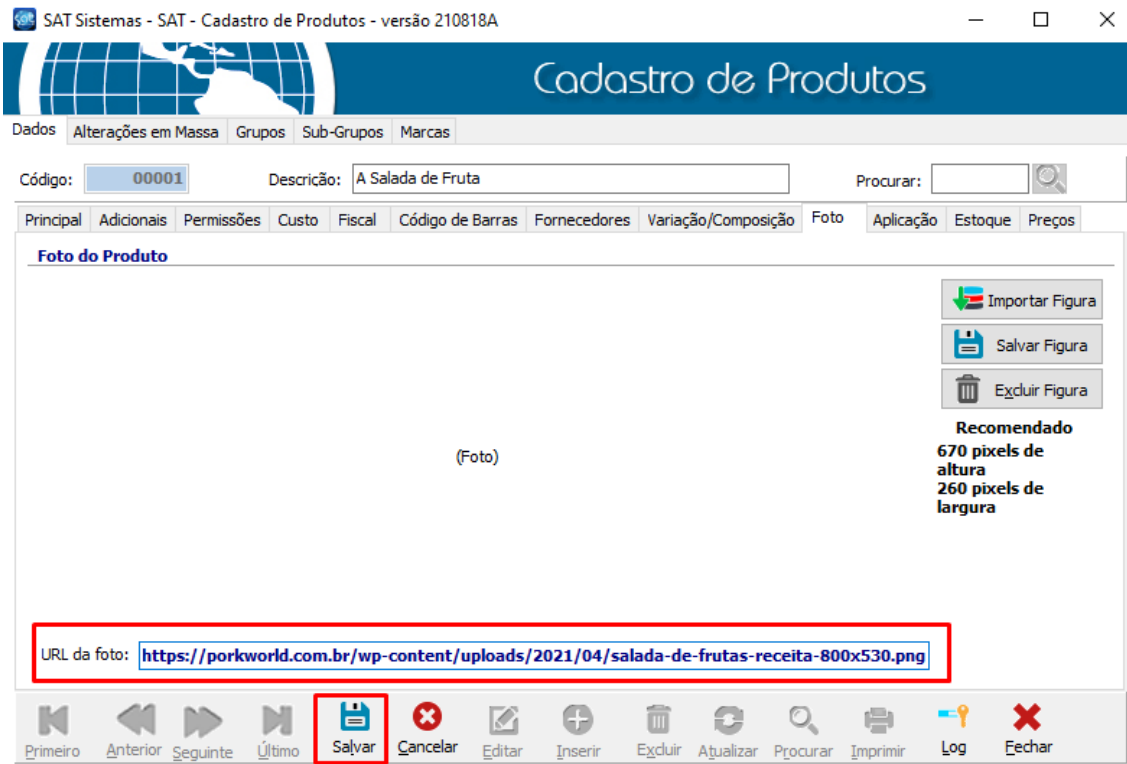 SAT Sistemas - SAT - Cadastro de Produtos - versão 210818A
Cadastro de Produtos
Dados Alterações em Massa Grupos Sub-Grupos Marcas
Código: 00001 Descrição: A Salada de Fruta Procurar:
Principal Adicionais Permissões Custo Fiscal Código de Barras Fornecedores Variação/Composição Foto Aplicação Estoque Preços
Foto do Produto
Importar Figura
Salvar Figura
Excluir Figura
Recomendado
670 pixels de
altura
260 pixels de
largura
(Foto)
URL da foto: https://porkworld.com.br/wp-content/uploads/2021/04/salada-de-frutas-receita-800x530.png
Primeiro Anterior Seguinte Último Salvar Cancelar Editar Inserir Excluir Atualizar Procurar Imprimir Log Fechar